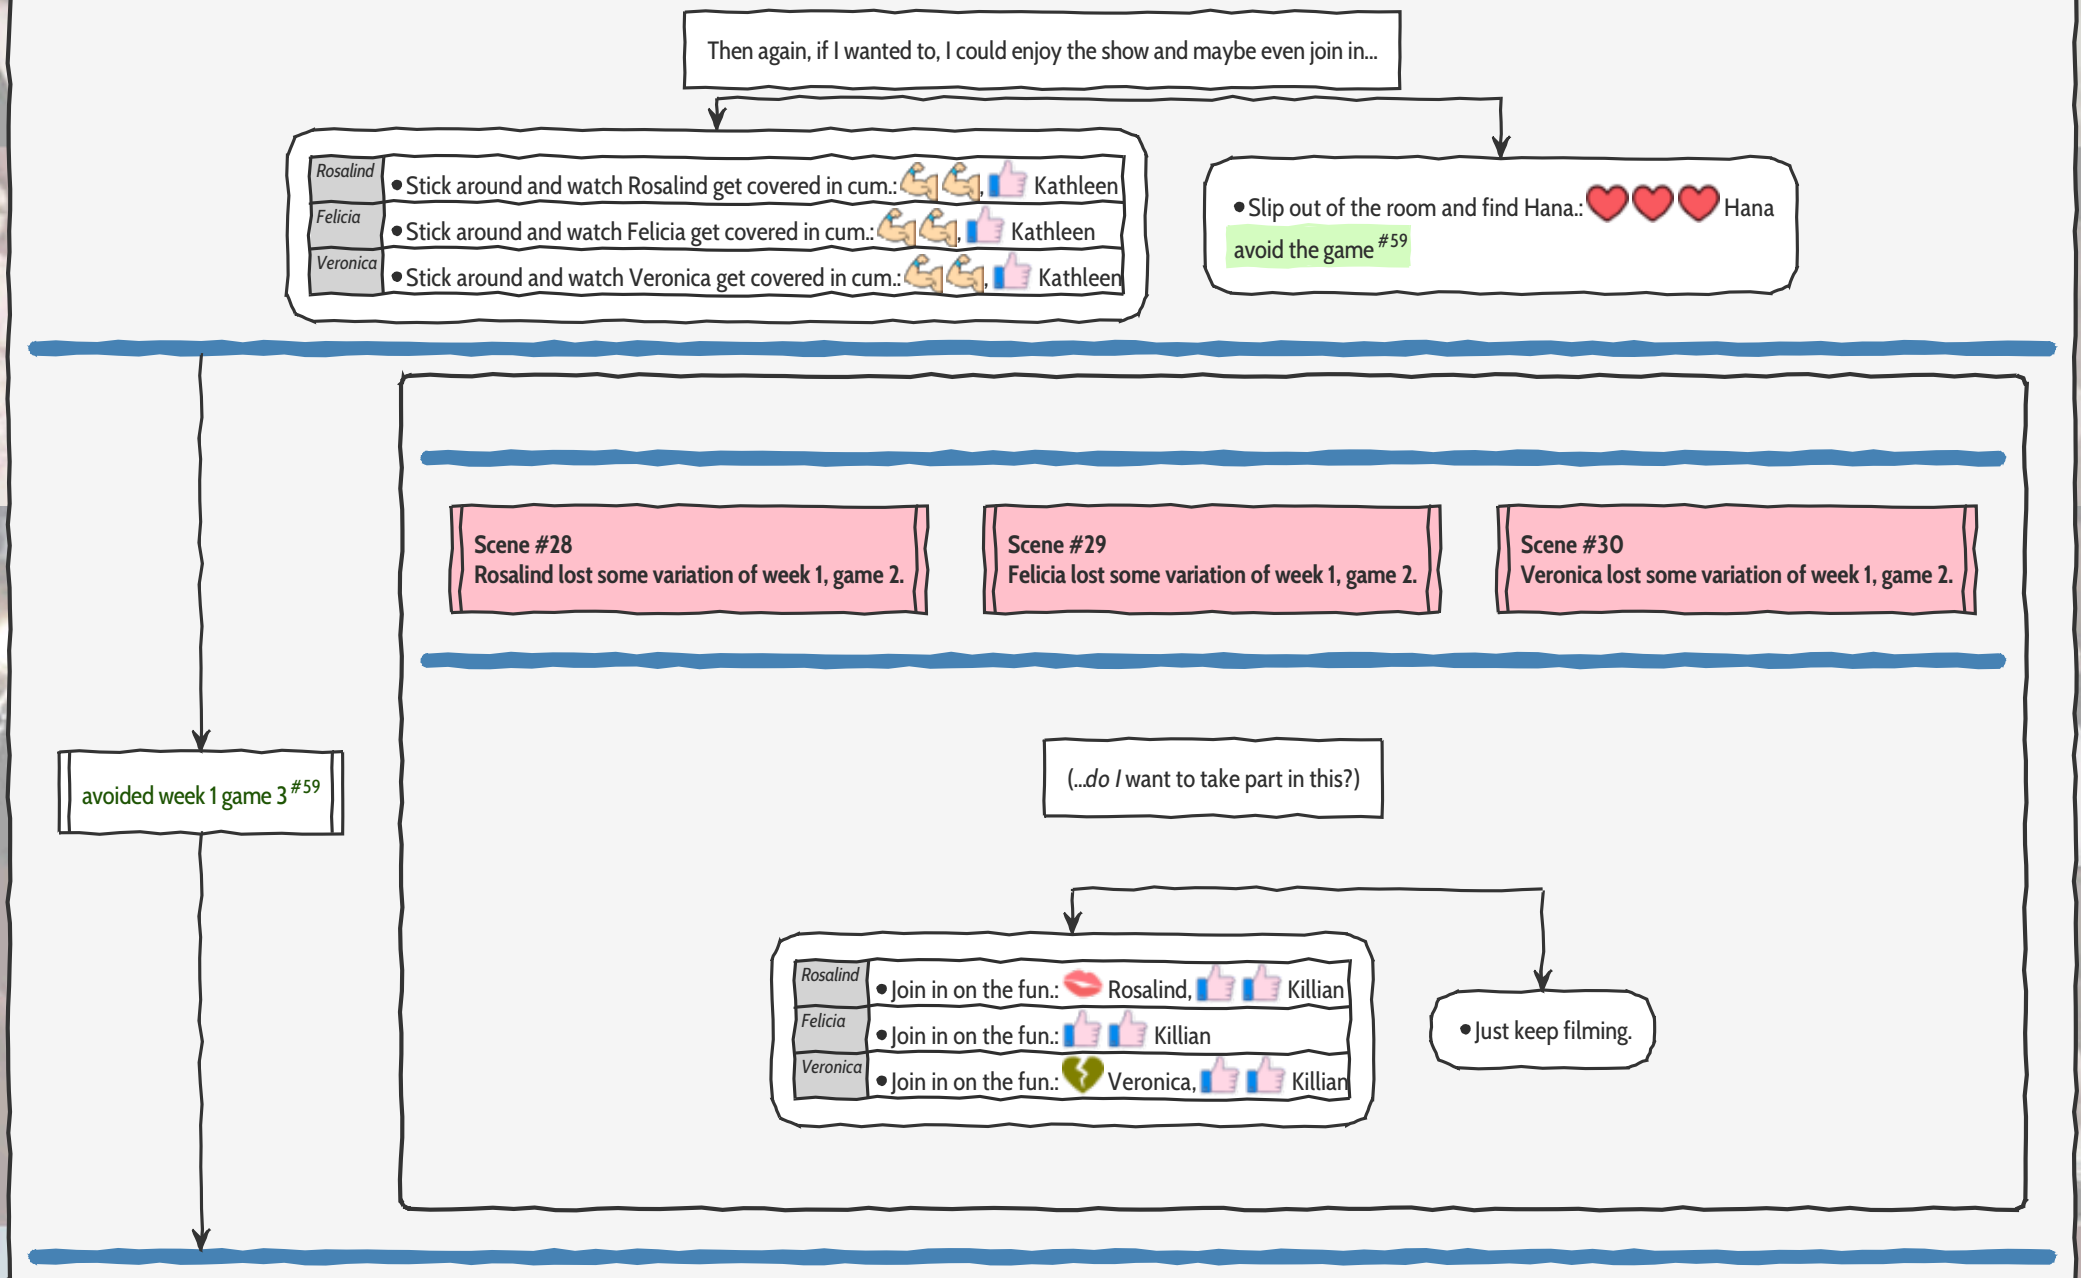 Then again, if I wanted to, I could enjoy the show and maybe even join in...
Rosalind
•Stick around and watch Rosalind get covered in cum.: 💪💪, 👍 Kathleen
Felicia
•Stick around and watch Felicia get covered in cum.: 💪💪, 👍 Kathleen
Veronica
•Stick around and watch Veronica get covered in cum.: 💪💪, 👍 Kathleen
•Slip out of the room and find Hana.: ❤️❤️❤️ Hana
avoid the game #59
Scene #28
Rosalind lost some variation of week 1, game 2.
Scene #29
Felicia lost some variation of week 1, game 2.
Scene #30
Veronica lost some variation of week 1, game 2.
(...do I want to take part in this?)
avoided week 1 game 3 #59
Rosalind
•Join in on the fun.: 💋 Rosalind, 👍👍 Killian
Felicia
•Join in on the fun.: 👍👍 Killian
Veronica
•Join in on the fun.: 💔 Veronica, 👍👍 Killian
•Just keep filming.